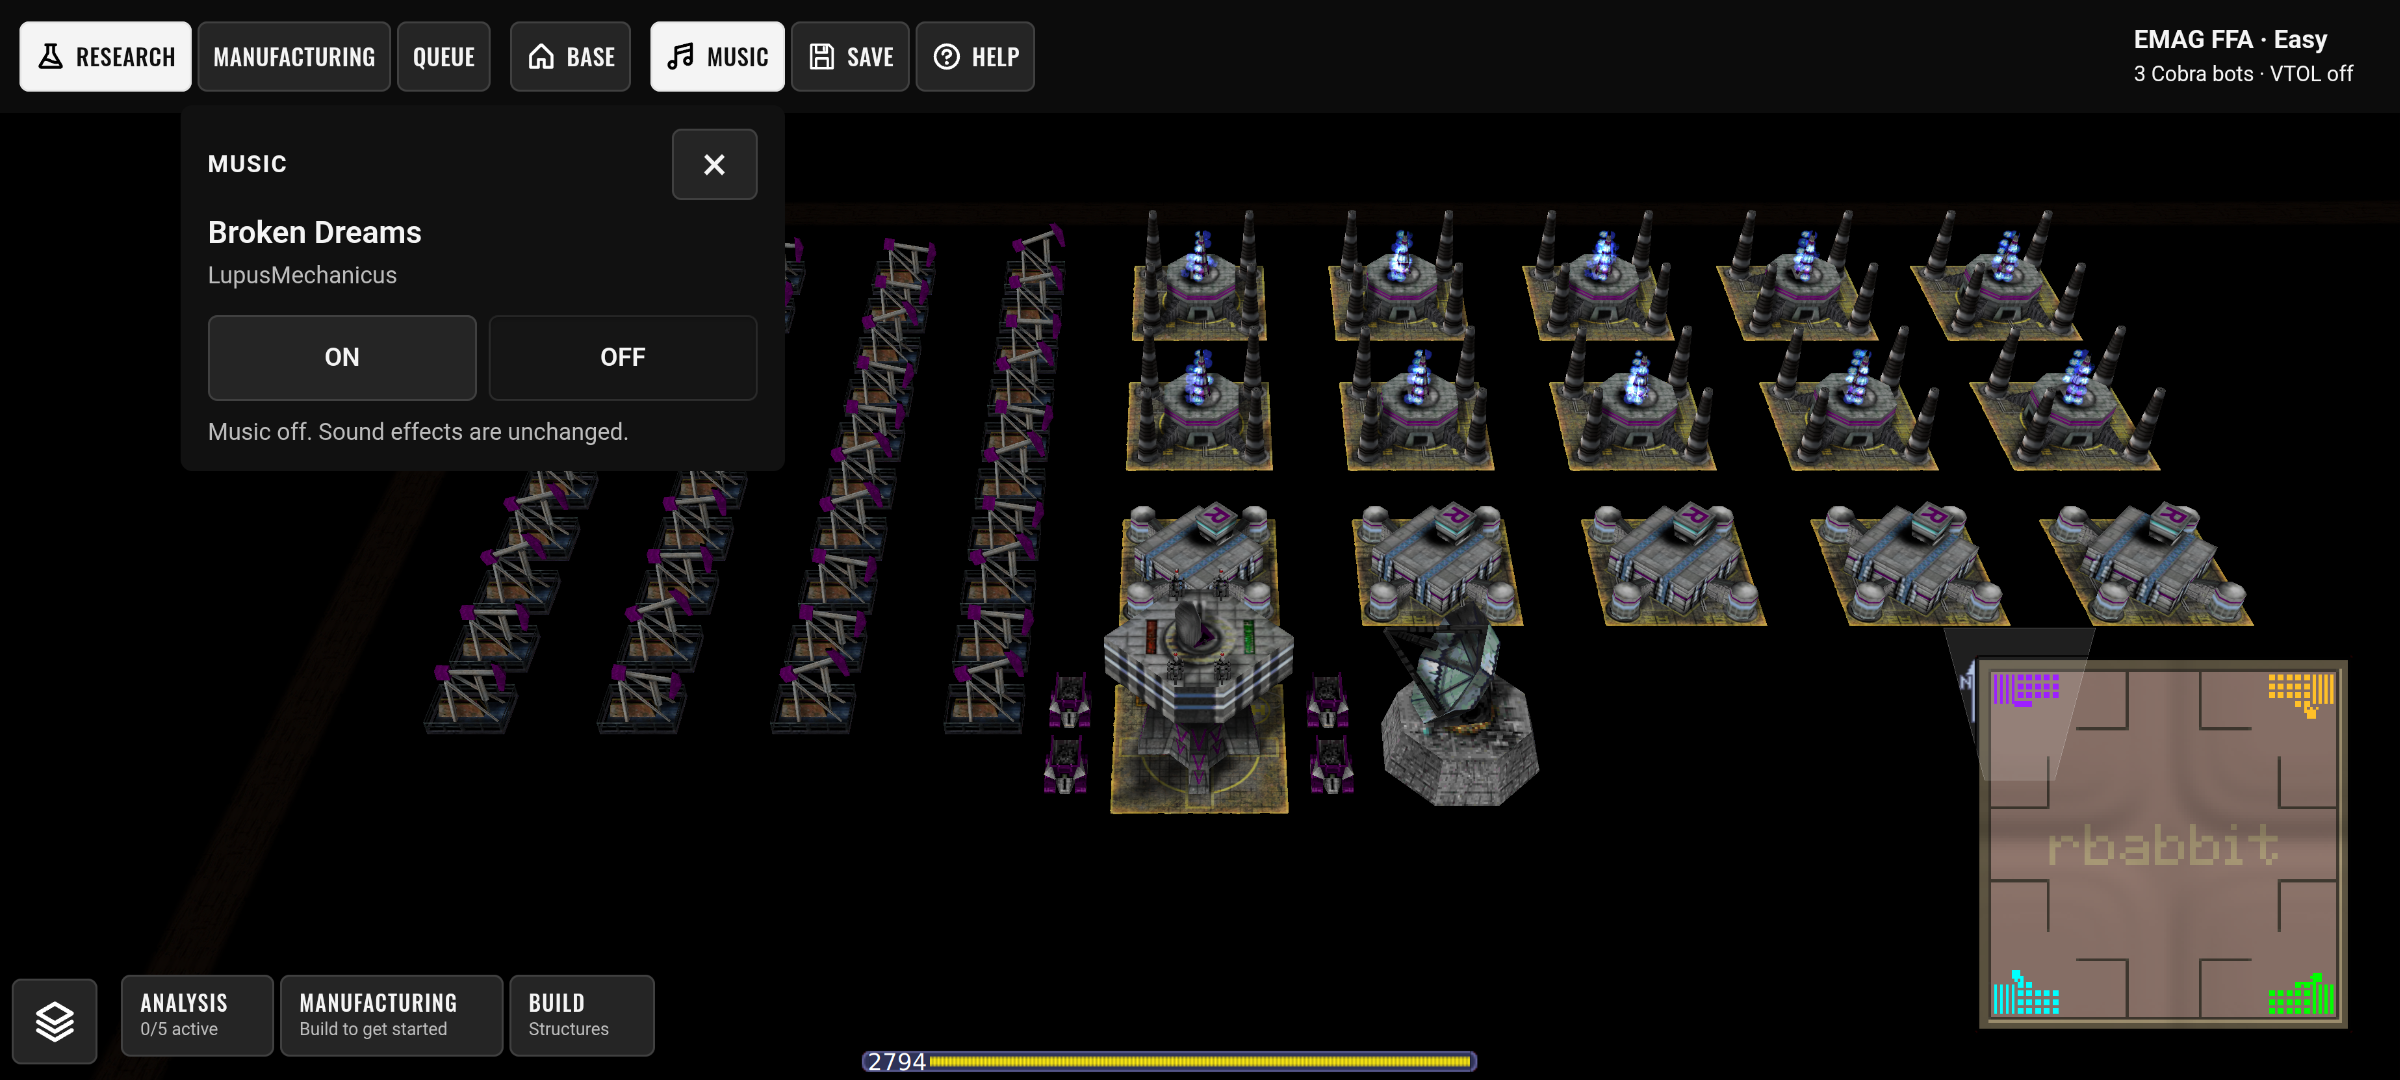 RESEARCH
MANUFACTURING
QUEUE
BASE
MUSIC
SAVE
HELP
EMAG FFA · Easy
3 Cobra bots · VTOL off
MUSIC
Broken Dreams
LupusMechanicus
ON
OFF
Music off. Sound effects are unchanged.
R
R
R
R
R
N
rbabbit
ANALYSIS
0/5 active
MANUFACTURING
Build to get started
BUILD
Structures
2794